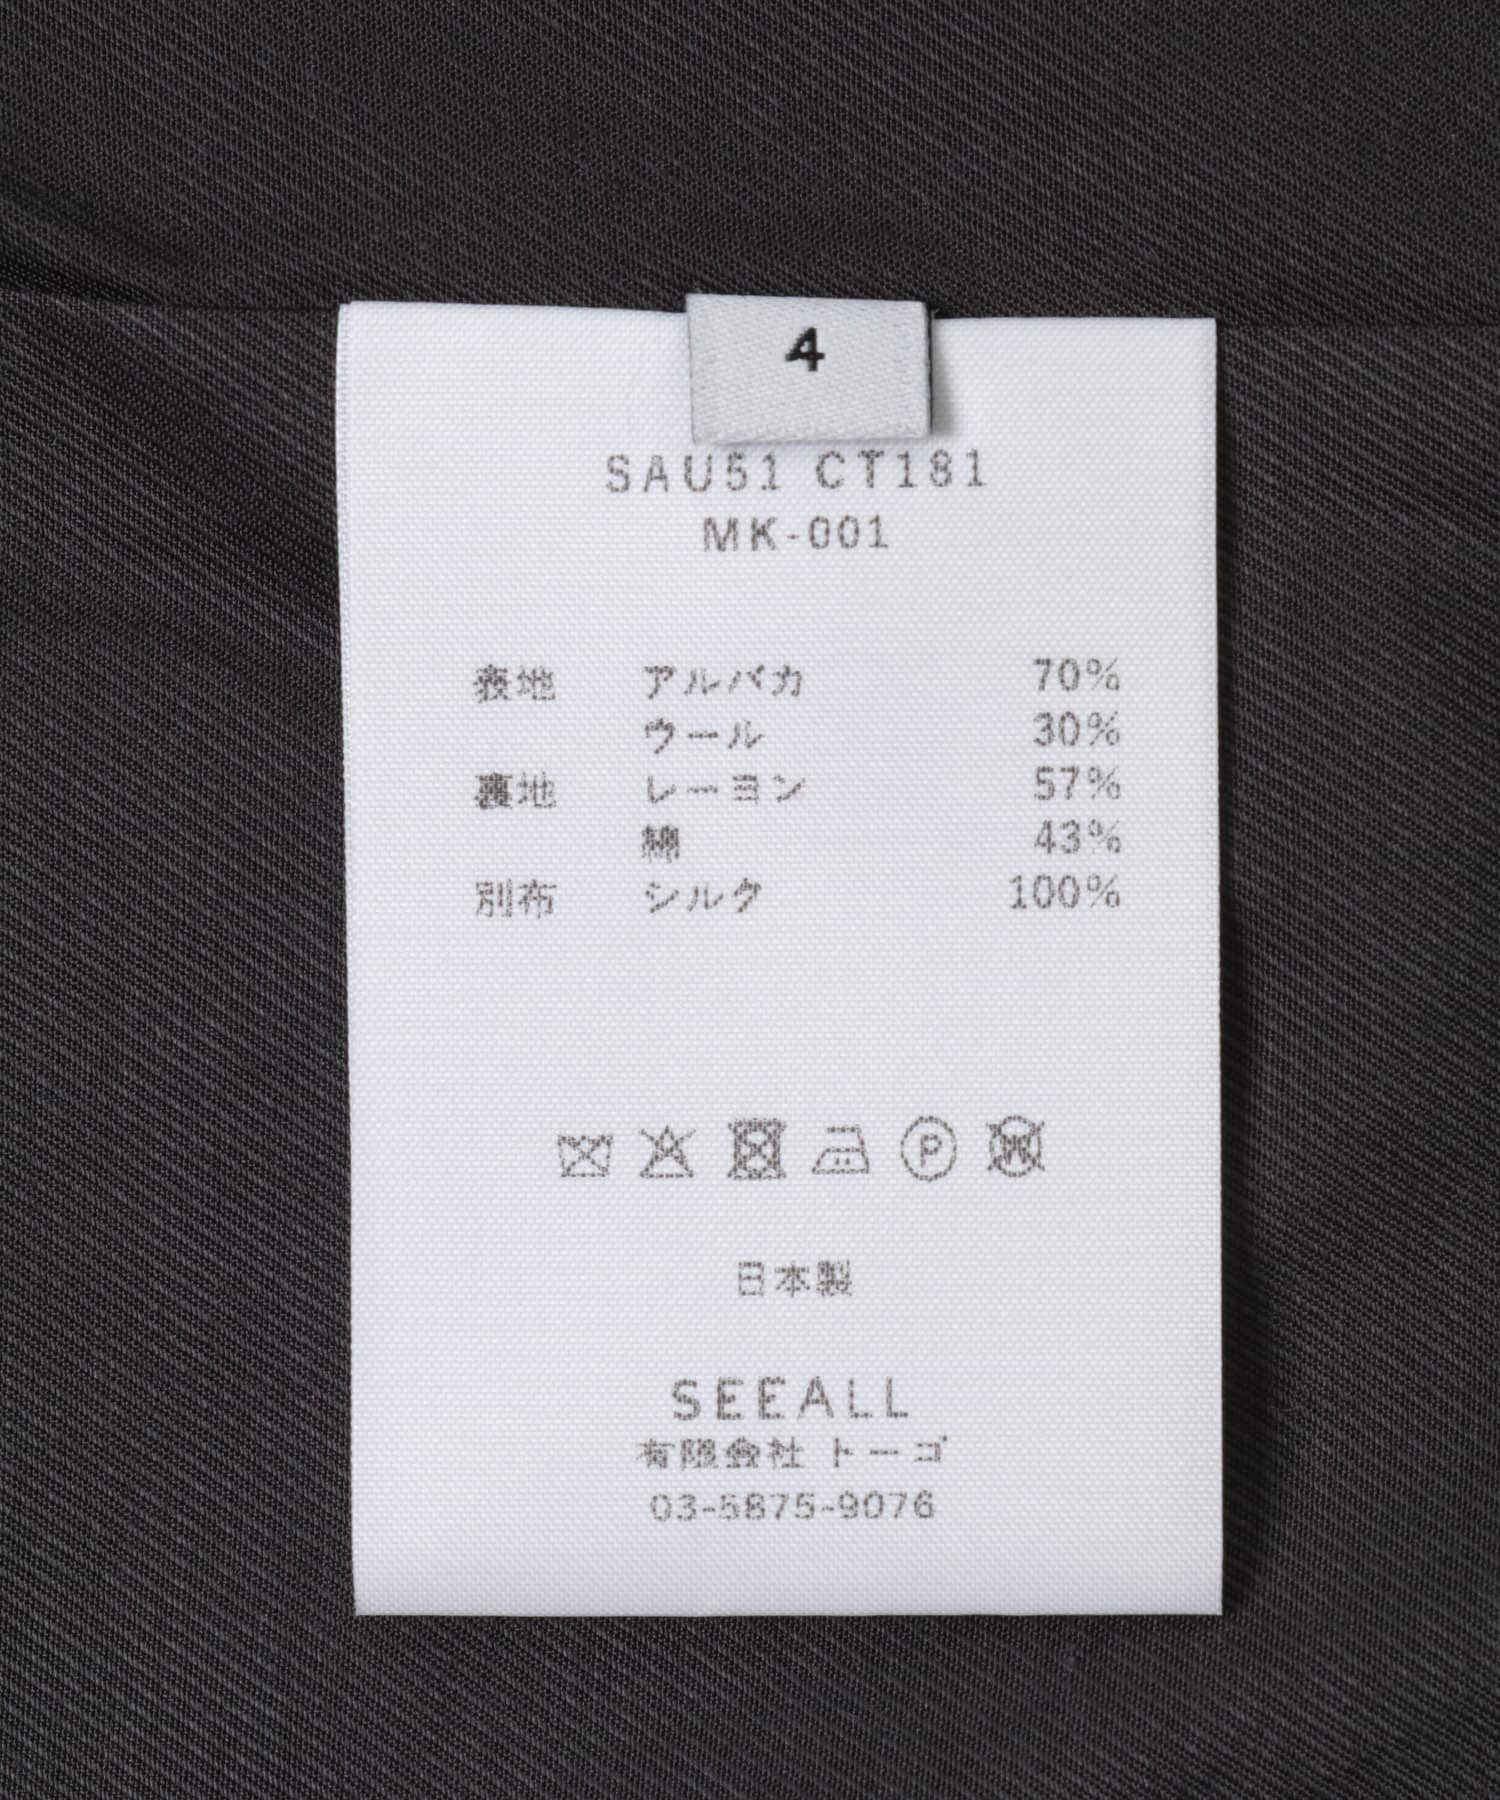 4
SAU51 CT181
MK-001
表地 アルパカ 70%
ウール 30%
裏地 レーヨン 57%
綿 43%
別布 シルク 100%
P
W
日本製
SEEALL
有限会社 トーゴ
03-5875-9076